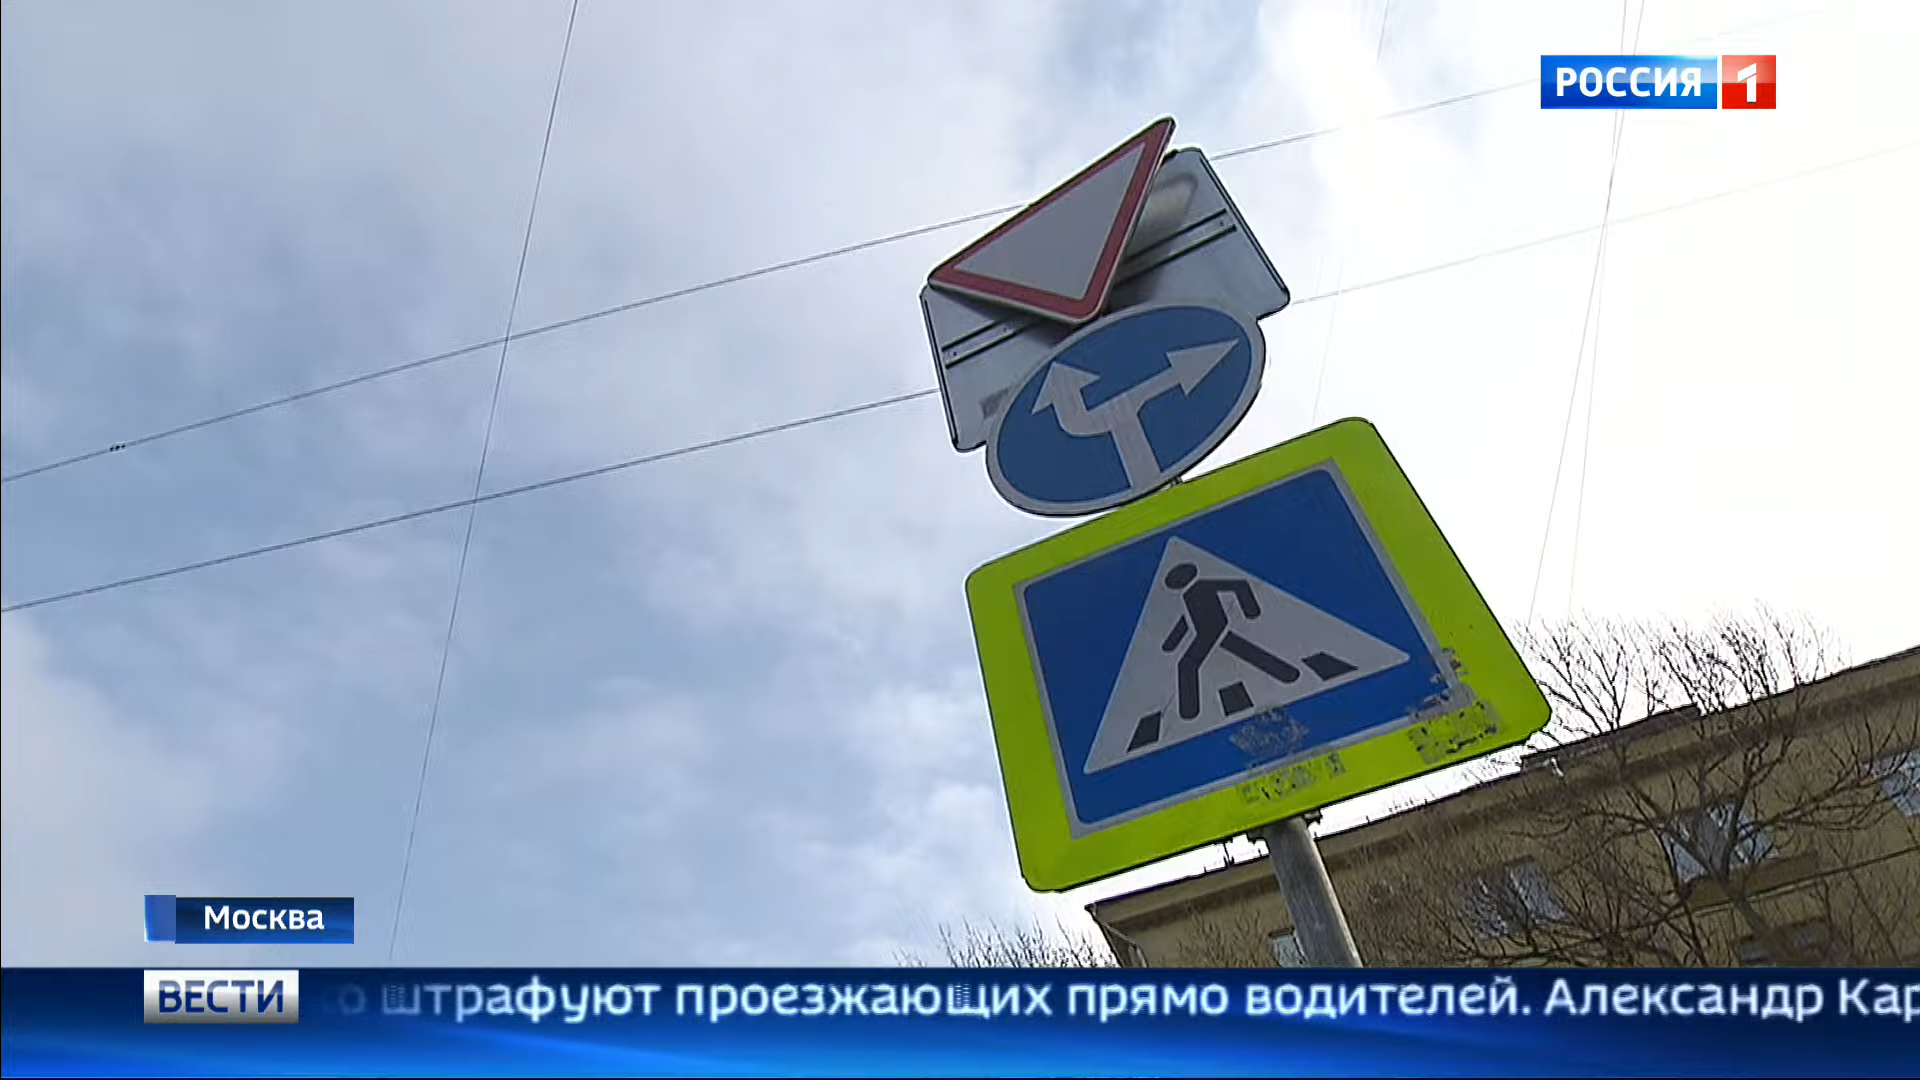 РОССИЯ 1
Москва
ВЕСТИ
штрафуют проезжающих прямо водителей. Александр